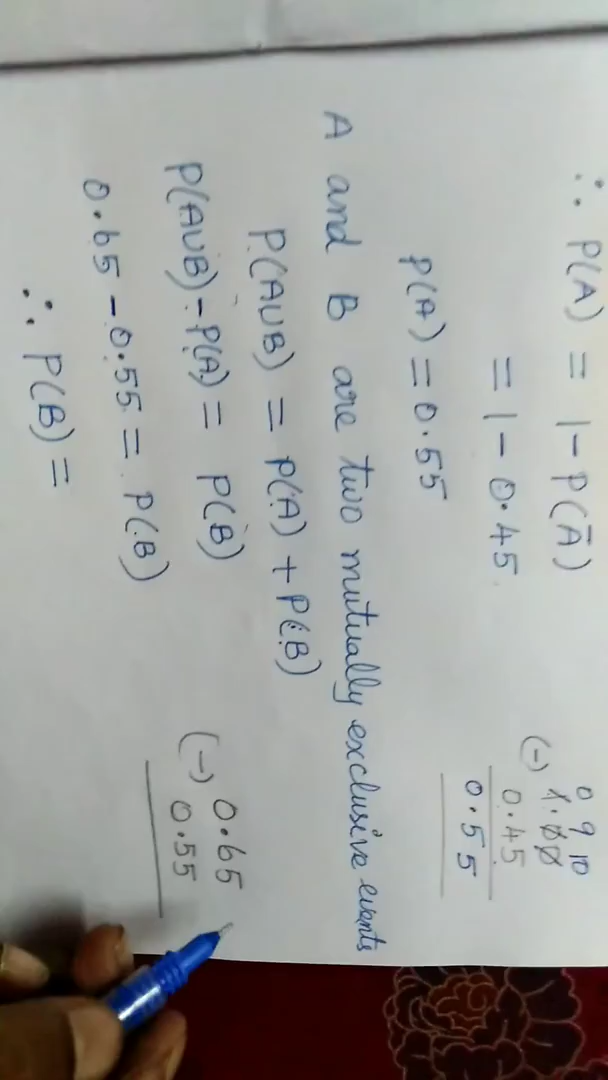 ∴ P(A) = 1 - P(Ā)
= 1 - 0.45
P(A) = 0.55
0 9 10
1.00
(-) 0.45
0.55
A and B are two mutually exclusive events
P(A∪B) = P(A) + P(B)
P(A∪B) - P(A) = P(B)
0.65 - 0.55 = P(B)
∴ P(B) =
0.65
(-) 0.55